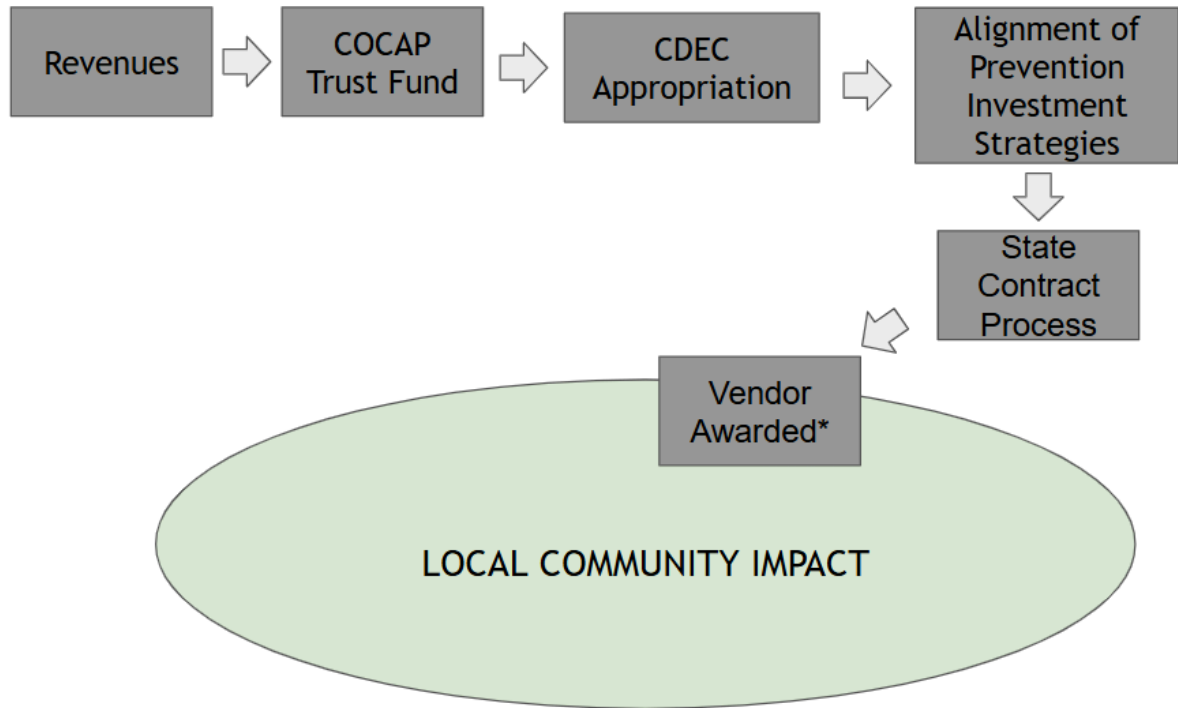 Revenues
COCAP
Trust Fund
CDEC
Appropriation
Alignment of
Prevention
Investment
Strategies
State
Contract
Process
Vendor
Awarded*
LOCAL COMMUNITY IMPACT